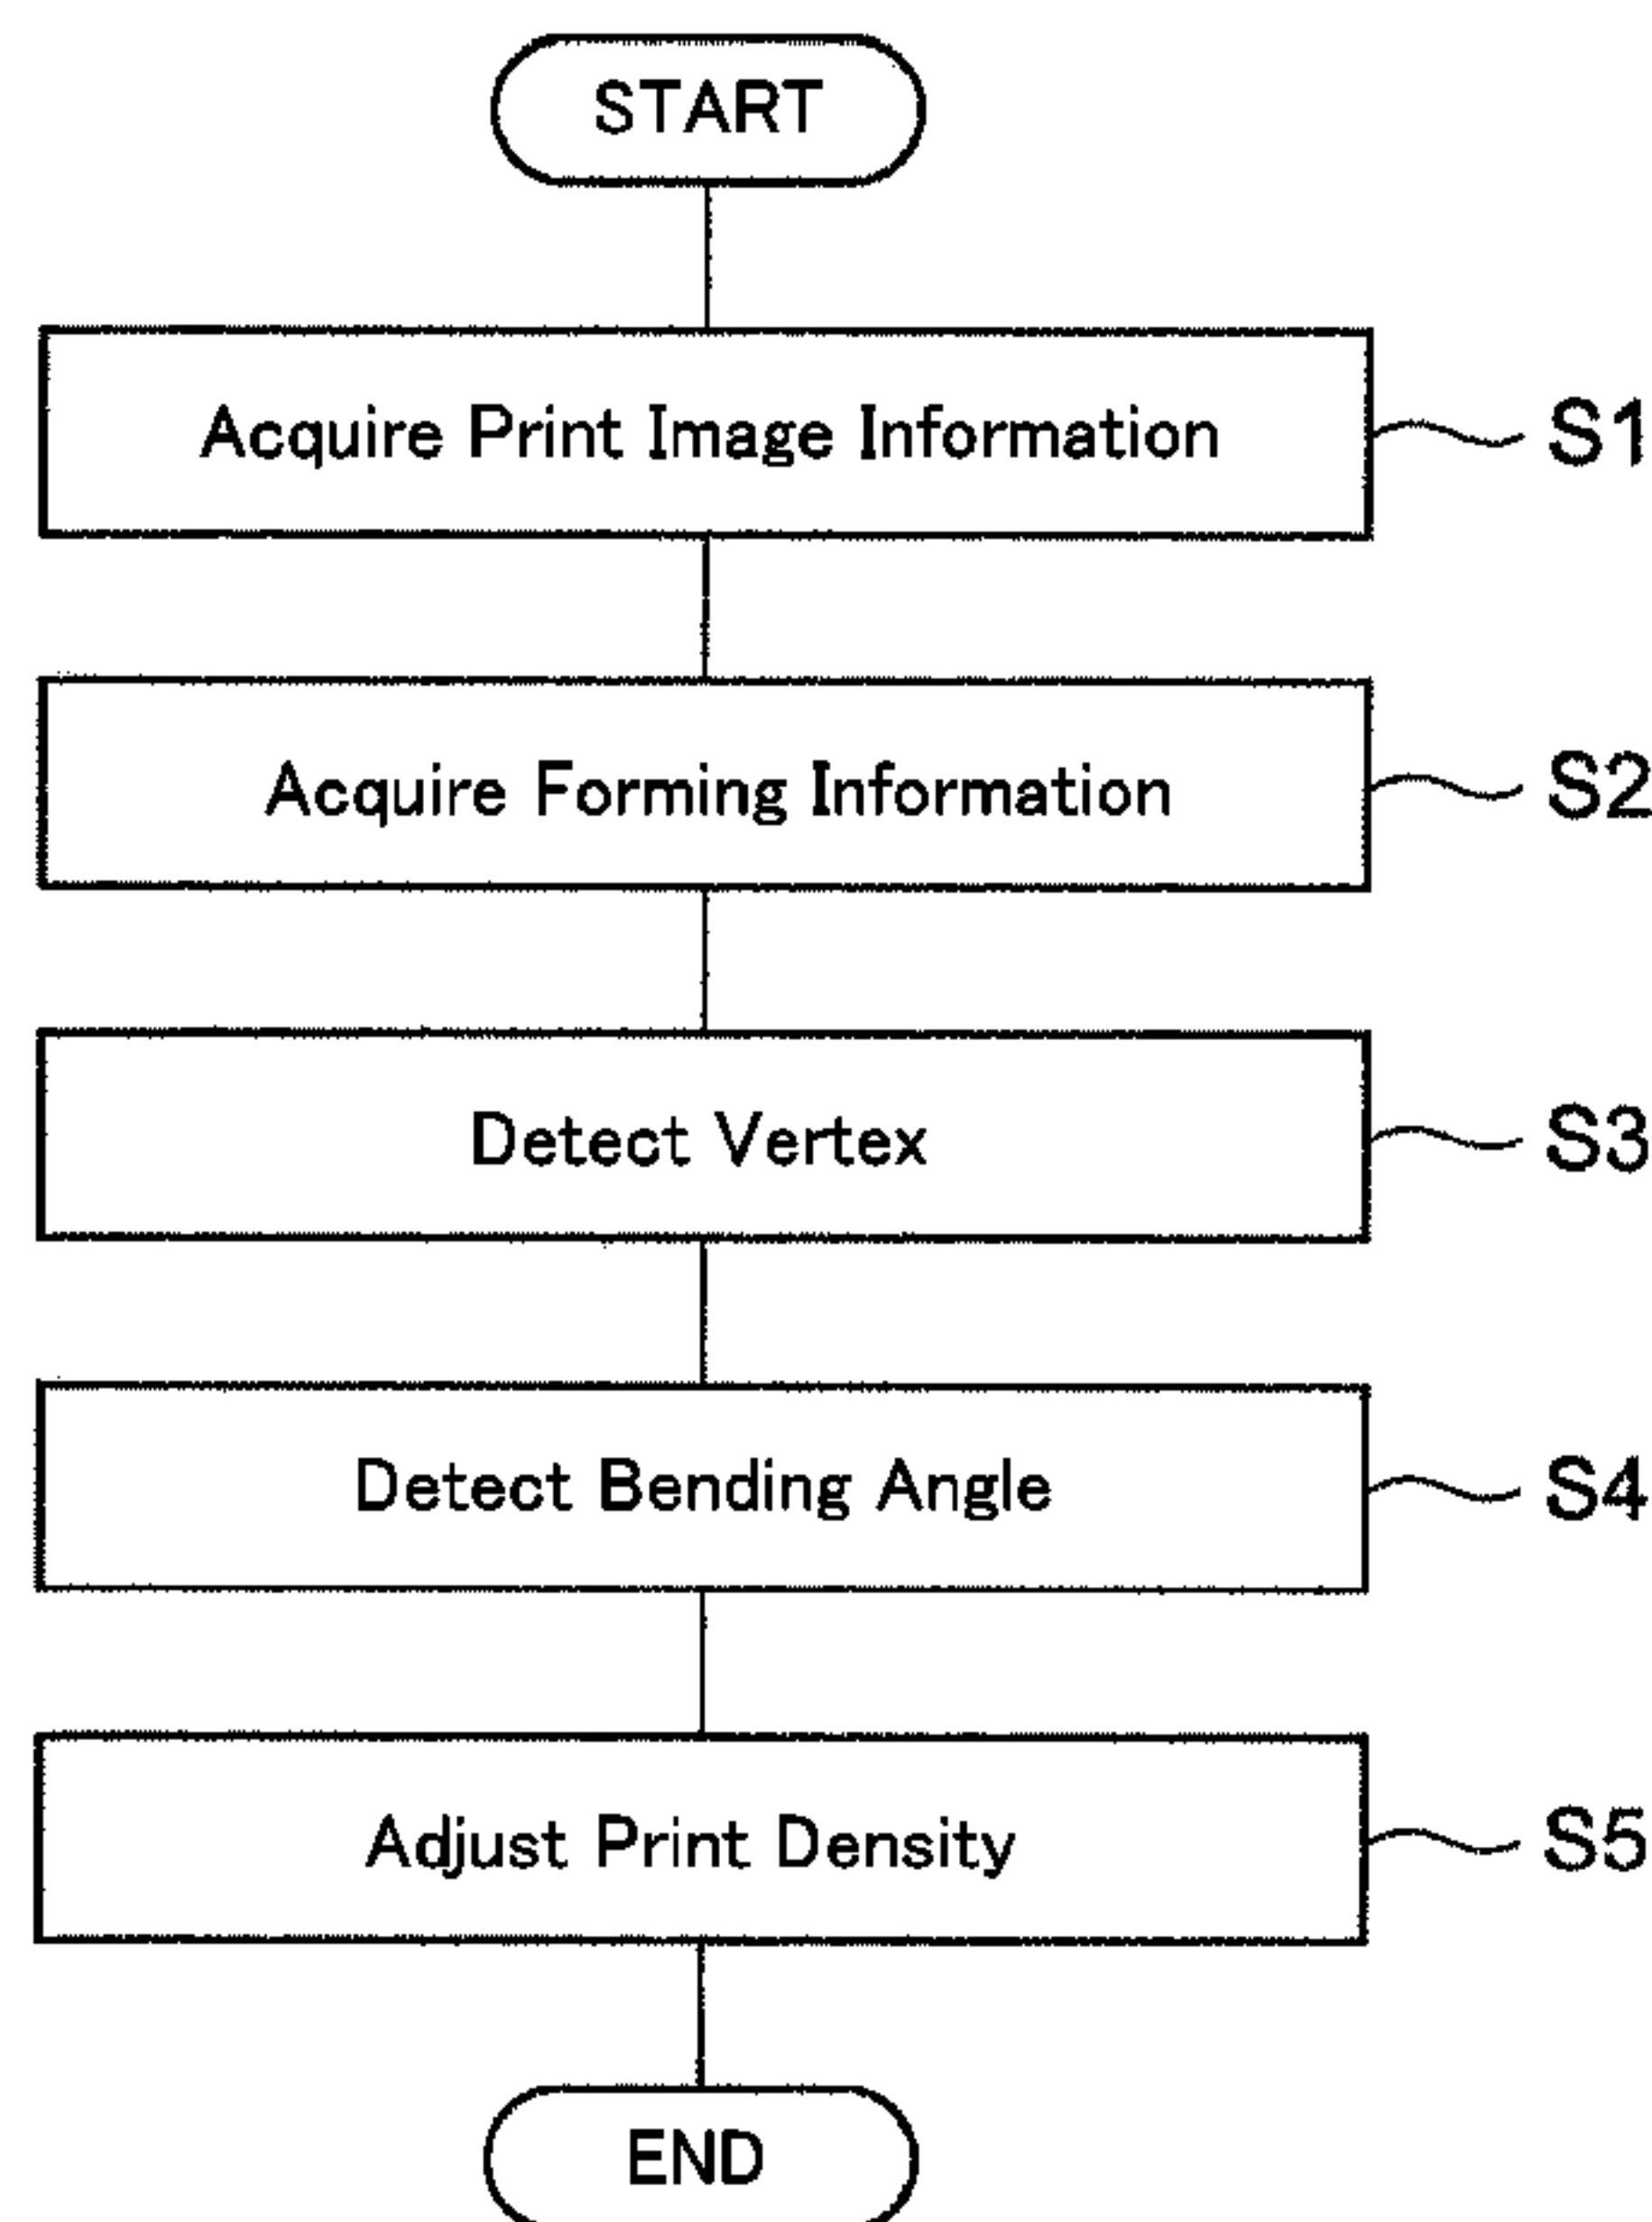 START
Acquire Print Image Information S1
Acquire Forming Information S2
Detect Vertex S3
Detect Bending Angle S4
Adjust Print Density S5
END